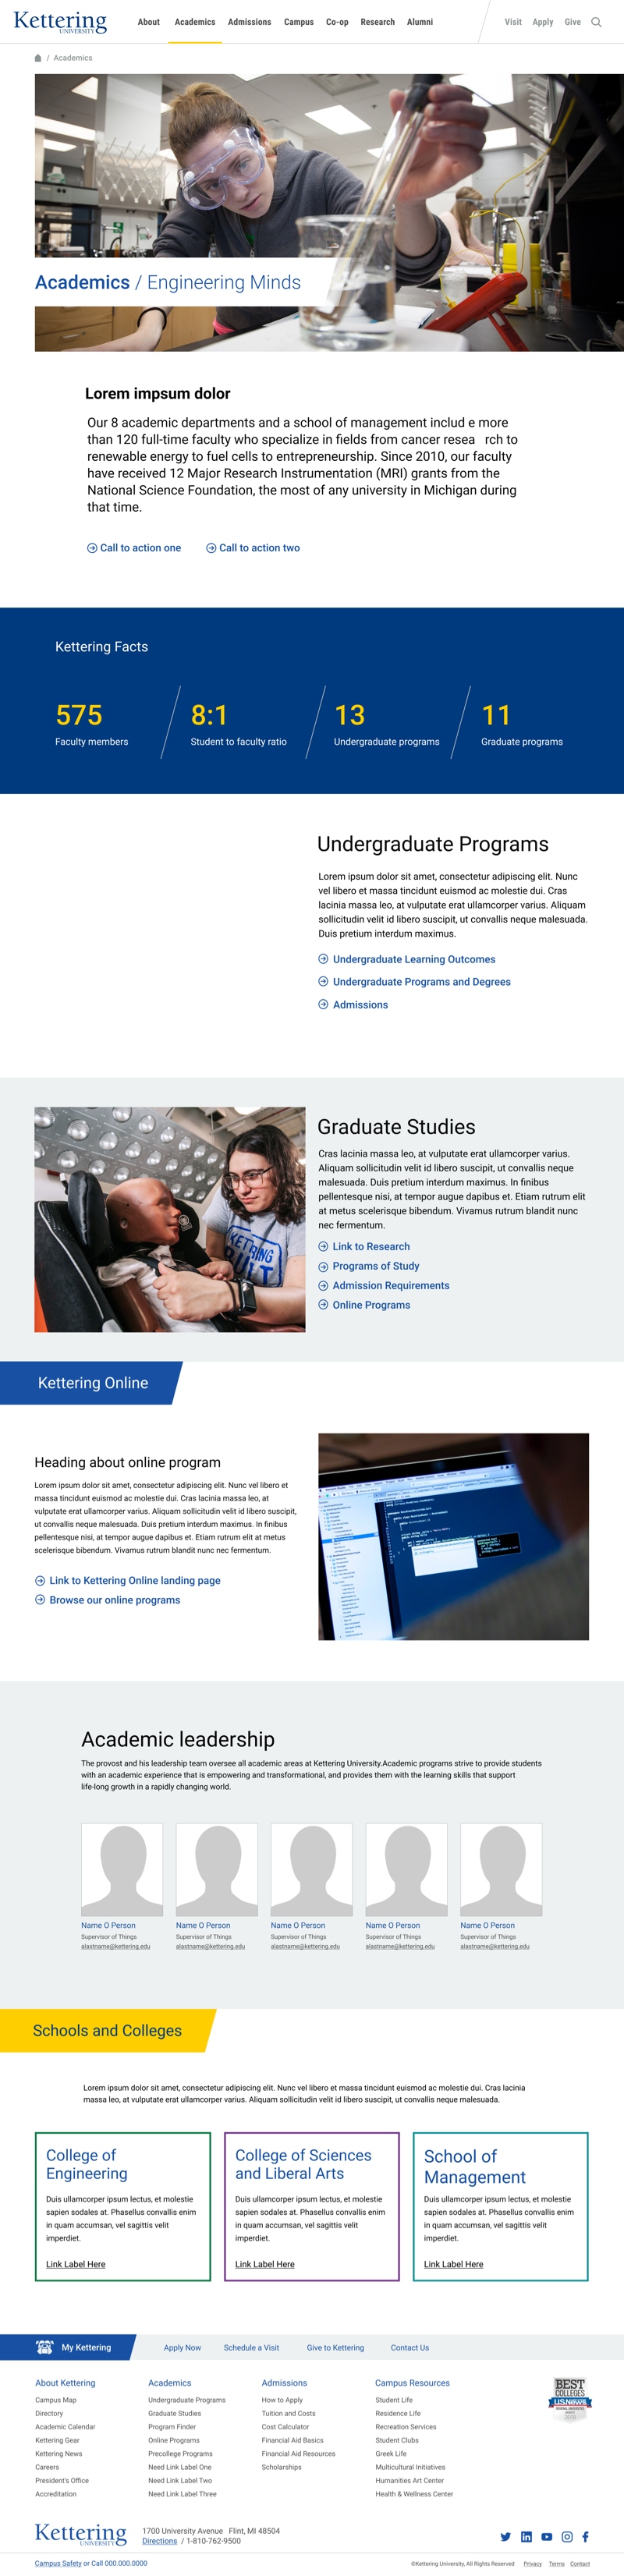 Kettering
UNIVERSITY
About Academics Admissions Campus Co-op Research Alumni
Visit Apply Give
/ Academics
Academics / Engineering Minds
Lorem impsum dolor
Our 8 academic departments and a school of management includ e more
than 120 full-time faculty who specialize in fields from cancer resea rch to
renewable energy to fuel cells to entrepreneurship. Since 2010, our faculty
have received 12 Major Research Instrumentation (MRI) grants from the
National Science Foundation, the most of any university in Michigan during
that time.
Call to action one Call to action two
Kettering Facts
575 8:1 13 11
Faculty members Student to faculty ratio Undergraduate programs Graduate programs
Undergraduate Programs
Lorem ipsum dolor sit amet, consectetur adipiscing elit. Nunc
vel libero et massa tincidunt euismod ac molestie dui. Cras
lacinia massa leo, at vulputate erat ullamcorper varius. Aliquam
sollicitudin velit id libero suscipit, ut convallis neque malesuada.
Duis pretium interdum maximus.
Undergraduate Learning Outcomes
Undergraduate Programs and Degrees
Admissions
Graduate Studies
Cras lacinia massa leo, at vulputate erat ullamcorper varius.
Aliquam sollicitudin velit id libero suscipit, ut convallis neque
malesuada. Duis pretium interdum maximus. In finibus
pellentesque nisi, at tempor augue dapibus et. Etiam rutrum elit
at metus scelerisque bibendum. Vivamus rutrum blandit nunc
nec fermentum.
Link to Research
Programs of Study
Admission Requirements
Online Programs
Kettering Online
Heading about online program
Lorem ipsum dolor sit amet, consectetur adipiscing elit. Nunc vel libero et
massa tincidunt euismod ac molestie dui. Cras lacinia massa leo, at
vulputate erat ullamcorper varius. Aliquam sollicitudin velit id libero suscipit,
ut convallis neque malesuada. Duis pretium interdum maximus. In finibus
pellentesque nisi, at tempor augue dapibus et. Etiam rutrum elit at metus
scelerisque bibendum. Vivamus rutrum blandit nunc nec fermentum.
Link to Kettering Online landing page
Browse our online programs
Academic leadership
The provost and his leadership team oversee all academic areas at Kettering University.Academic programs strive to provide students
with an academic experience that is empowering and transformational, and provides them with the learning skills that support
life-long growth in a rapidly changing world.
Name O Person Name O Person Name O Person Name O Person Name O Person
Supervisor of Things Supervisor of Things Supervisor of Things Supervisor of Things Supervisor of Things
alastname@kettering.edu alastname@kettering.edu alastname@kettering.edu alastname@kettering.edu alastname@kettering.edu
Schools and Colleges
Lorem ipsum dolor sit amet, consectetur adipiscing elit. Nunc vel libero et massa tincidunt euismod ac molestie dui. Cras lacinia
massa leo, at vulputate erat ullamcorper varius. Aliquam sollicitudin velit id libero suscipit, ut convallis neque malesuada.
College of
Engineering
Duis ullamcorper ipsum lectus, et molestie
sapien sodales at. Phasellus convallis enim
in quam accumsan, vel sagittis velit
imperdiet.
Link Label Here
College of Sciences
and Liberal Arts
Duis ullamcorper ipsum lectus, et molestie
sapien sodales at. Phasellus convallis enim
in quam accumsan, vel sagittis velit
imperdiet.
Link Label Here
School of
Management
Duis ullamcorper ipsum lectus, et molestie
sapien sodales at. Phasellus convallis enim
in quam accumsan, vel sagittis velit
imperdiet.
Link Label Here
My Kettering Apply Now Schedule a Visit Give to Kettering Contact Us
About Kettering
Campus Map
Directory
Academic Calendar
Kettering Gear
Kettering News
Careers
President's Office
Accreditation
Academics
Undergraduate Programs
Graduate Studies
Program Finder
Online Programs
Precollege Programs
Need Link Label One
Need Link Label Two
Need Link Label Three
Admissions
How to Apply
Tuition and Costs
Cost Calculator
Financial Aid Basics
Financial Aid Resources
Scholarships
Campus Resources
Student Life
Residence Life
Recreation Services
Student Clubs
Greek Life
Multicultural Initiatives
Humanities Art Center
Health & Wellness Center
BEST
COLLEGES
U.S.NEWS
Kettering
UNIVERSITY
1700 University Avenue Flint, MI 48504
Directions / 1-810-762-9500
Campus Safety or Call 000.000.0000
©Kettering University, All Rights Reserved Privacy Terms Contact